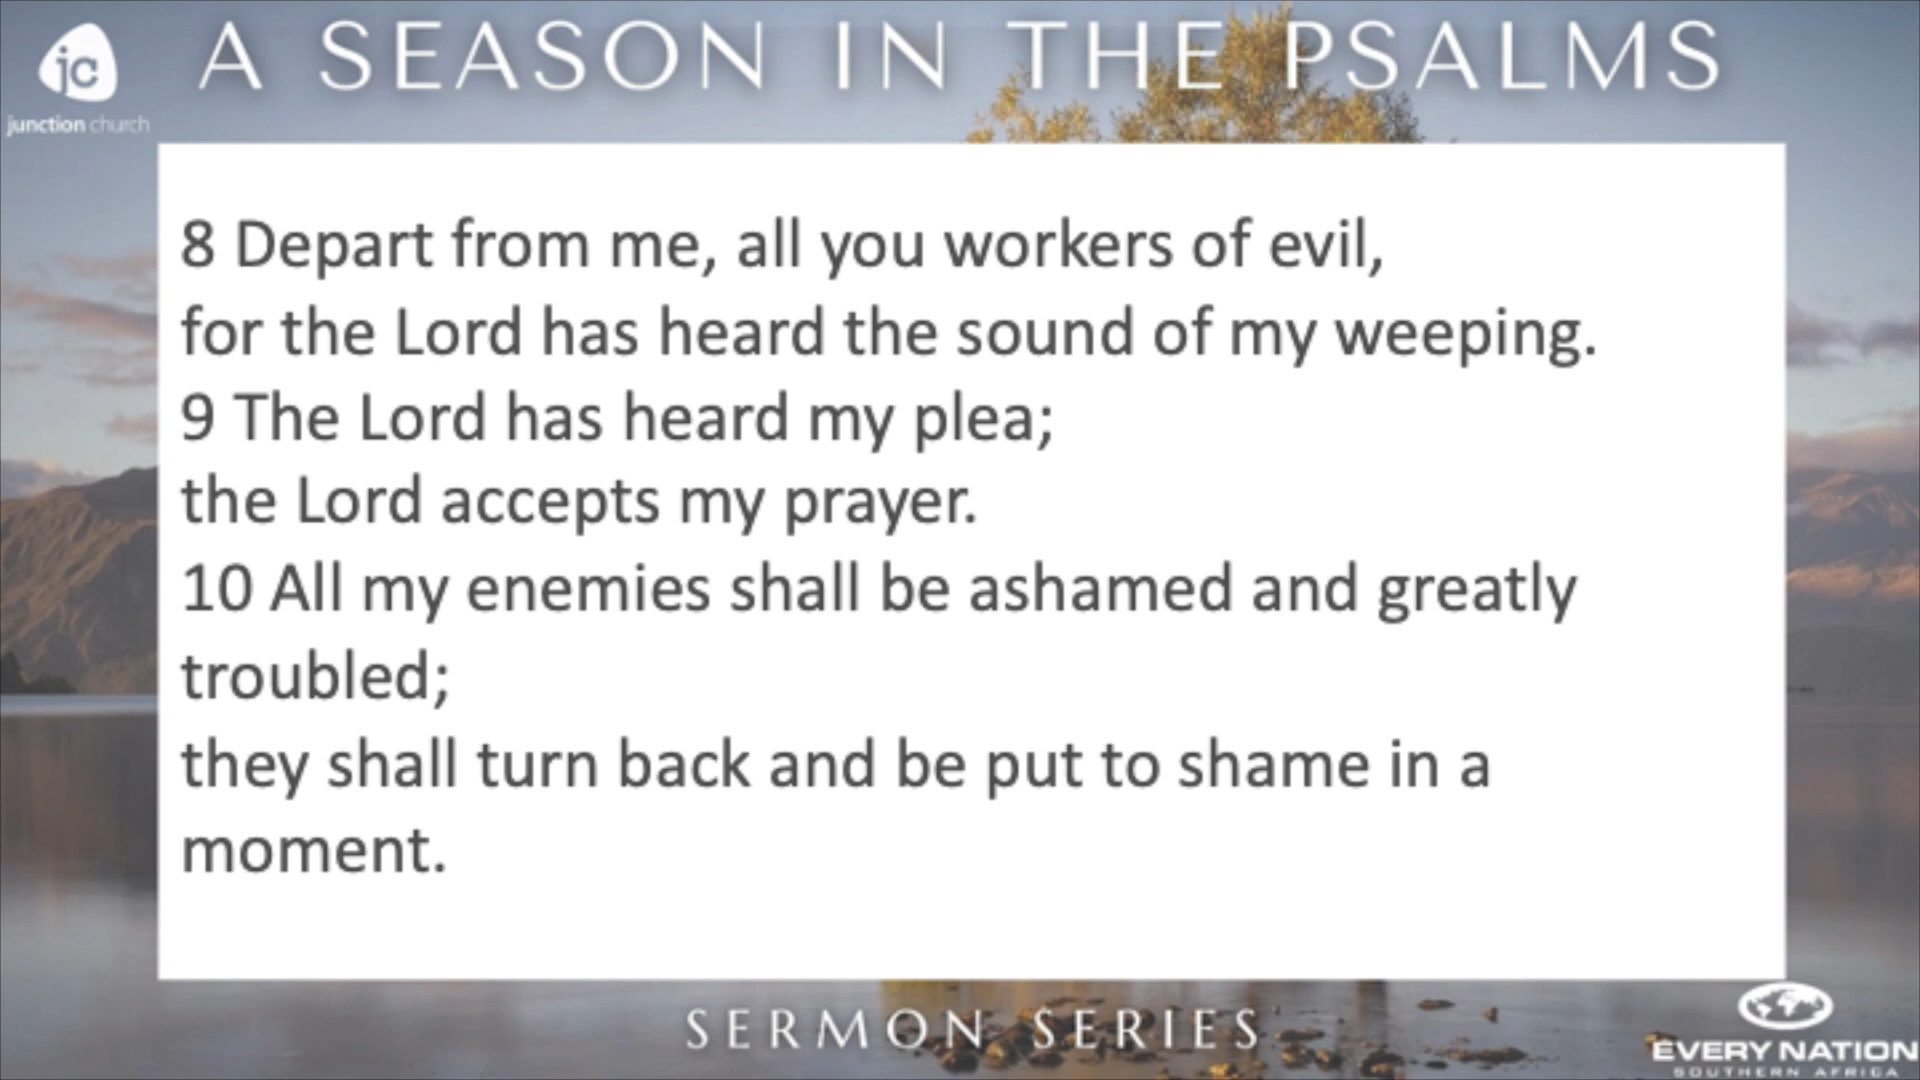 A SEASON IN THE PSALMS
jc
junction church
8 Depart from me, all you workers of evil,
for the Lord has heard the sound of my weeping.
9 The Lord has heard my plea;
the Lord accepts my prayer.
10 All my enemies shall be ashamed and greatly
troubled;
they shall turn back and be put to shame in a
moment.
SERMON SERIES
EVERY NATION
SOUTHERN AFRICA